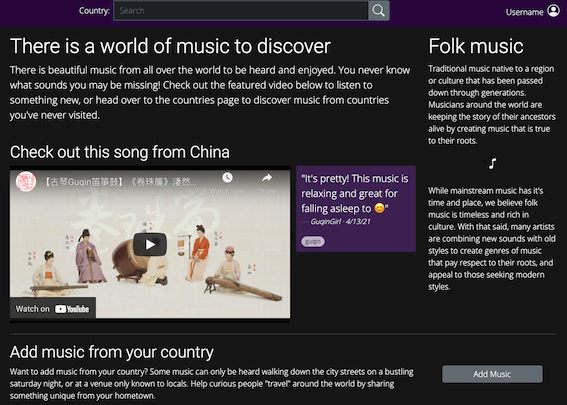 Country: Search Username
There is a world of music to discover
There is beautiful music from all over the world to be heard and enjoyed. You never know
what sounds you may be missing! Check out the featured video below to listen to
something new, or head over to the countries page to discover music from countries
you've never visited.
Check out this song from China
【古琴Guqin笛箏鼓】《卷珠簾》淒然...
Watch later
Share
Watch on YouTube
"It's pretty! This music is
relaxing and great for
falling asleep to 😊"
— GuqinGirl · 4/13/21
guqin
Folk music
Traditional music native to a region
or culture that has been passed
down through generations.
Musicians around the world are
keeping the story of their ancestors
alive by creating music that is true
to their roots.
♪
While mainstream music has it's
time and place, we believe folk
music is timeless and rich in
culture. With that said, many artists
are combining new sounds with old
styles to create genres of music
that pay respect to their roots, and
appeal to those seeking modern
styles.
Add music from your country
Want to add music from your country? Some music can only be heard walking down the city streets on a bustling
saturday night, or at a venue only known to locals. Help curious people "travel" around the world by sharing
something unique from your hometown.
Add Music